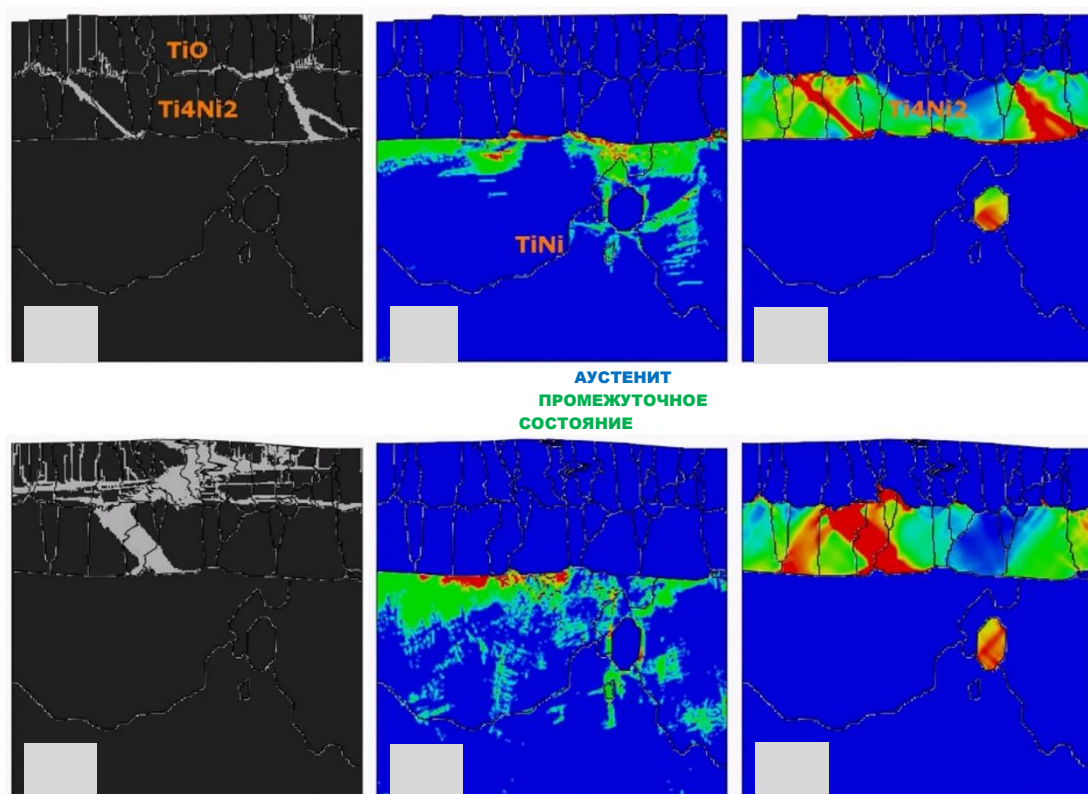 TiO
Ti4Ni2
Ti4Ni2
TiNi
АУСТЕНИТ
ПРОМЕЖУТОЧНОЕ
СОСТОЯНИЕ